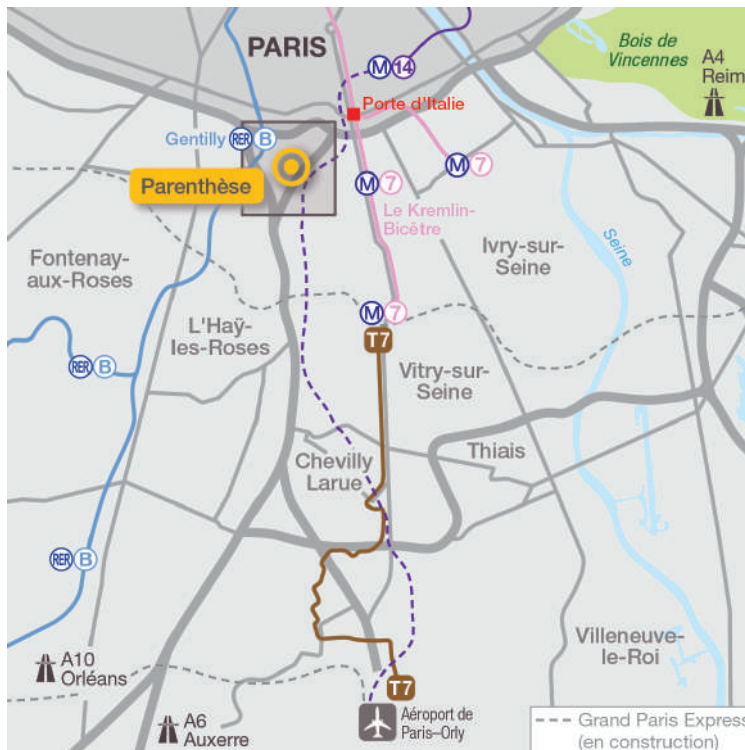 Bois de
Vincennes
A4
Reim
PARIS
M 14
Porte d'Italie
Gentilly RER B
Parenthèse
M 7
M 7
Le Kremlin-
Bicêtre
Ivry-sur-
Seine
Seine
Fontenay-
aux-Roses
L'Haÿ-
les-Roses
M 7
T7
RER B
Vitry-sur-
Seine
Thiais
Chevilly
Larue
RER B
Villeneuve-
le-Roi
A10
Orléans
T7
A6
Auxerre
Aéroport de
Paris–Orly
Grand Paris Express
(en construction)